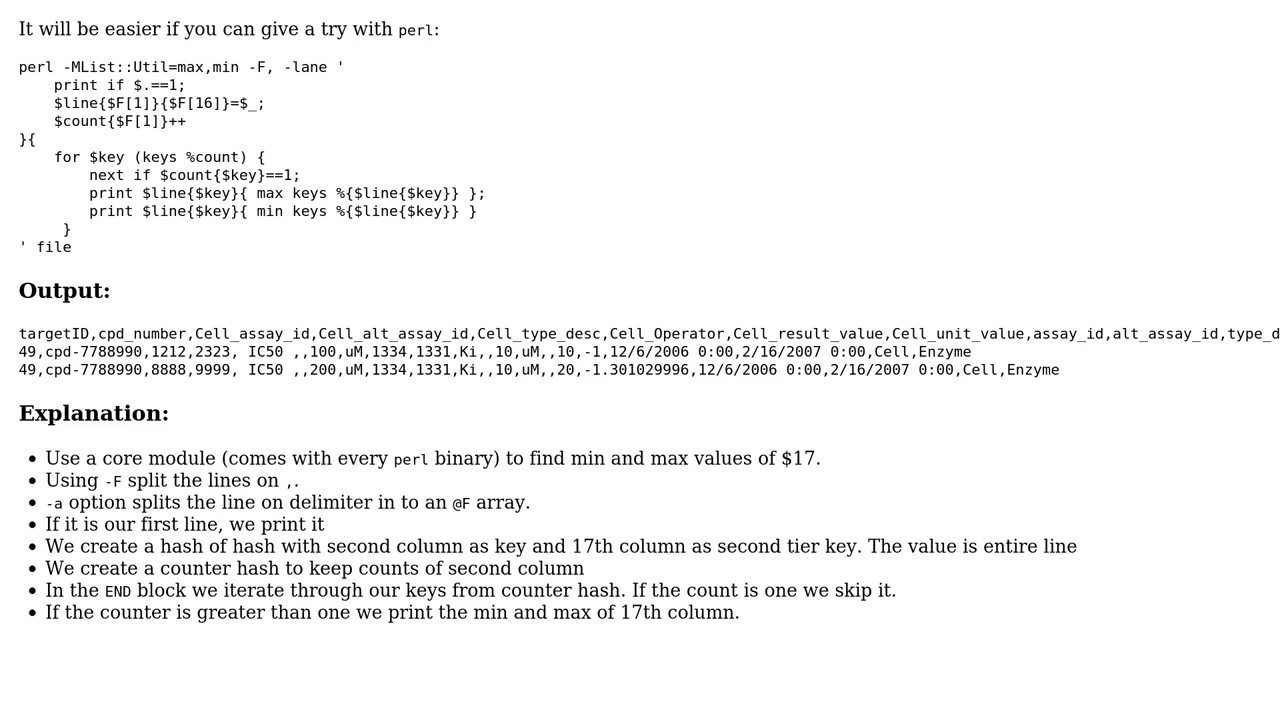 It will be easier if you can give a try with perl:
perl -MList::Util=max,min -F, -lane '
    print if $.==1;
    $line{$F[1]}{$F[16]}=$_;
    $count{$F[1]}++
}{
    for $key (keys %count) {
        next if $count{$key}==1;
        print $line{$key}{ max keys %{$line{$key}} };
        print $line{$key}{ min keys %{$line{$key}} }
     }
' file
Output:
targetID,cpd_number,Cell_assay_id,Cell_alt_assay_id,Cell_type_desc,Cell_Operator,Cell_result_value,Cell_unit_value,assay_id,alt_assay_id,type_d
49,cpd-7788990,1212,2323, IC50 ,,100,uM,1334,1331,Ki,,10,uM,,10,-1,12/6/2006 0:00,2/16/2007 0:00,Cell,Enzyme
49,cpd-7788990,8888,9999, IC50 ,,200,uM,1334,1331,Ki,,10,uM,,20,-1.301029996,12/6/2006 0:00,2/16/2007 0:00,Cell,Enzyme
Explanation:
• Use a core module (comes with every perl binary) to find min and max values of $17.
• Using -F split the lines on ,.
• -a option splits the line on delimiter in to an @F array.
• If it is our first line, we print it
• We create a hash of hash with second column as key and 17th column as second tier key. The value is entire line
• We create a counter hash to keep counts of second column
• In the END block we iterate through our keys from counter hash. If the count is one we skip it.
• If the counter is greater than one we print the min and max of 17th column.